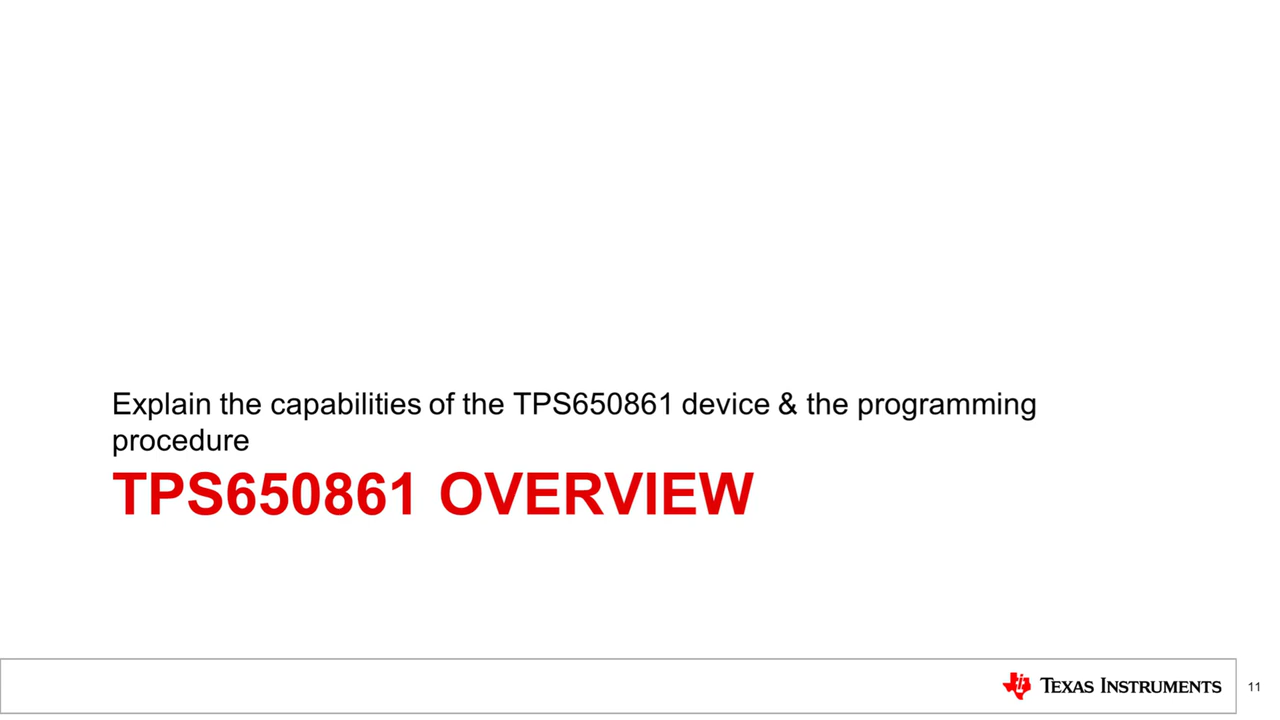 Explain the capabilities of the TPS650861 device & the programming
procedure
TPS650861 OVERVIEW
TEXAS INSTRUMENTS
11